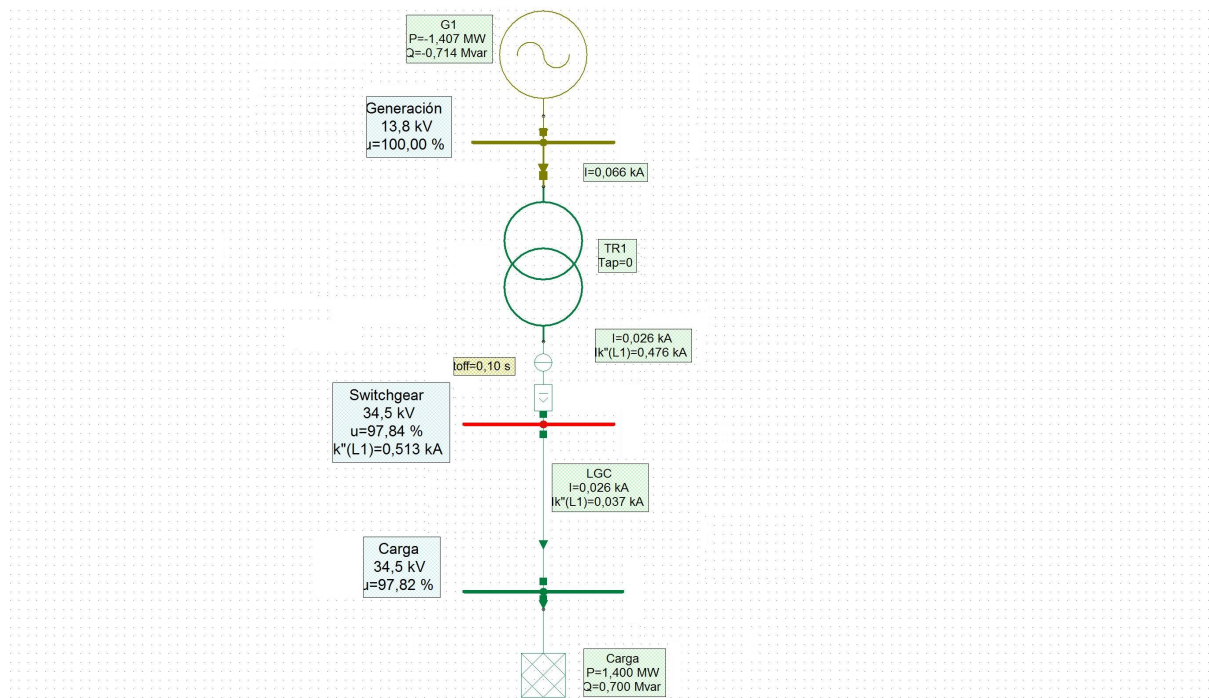 G1
P=-1,407 MW
Q=-0,714 Mvar
Generación
13,8 kV
u=100,00 %
I=0,066 kA
TR1
Tap=0
I=0,026 kA
Ik"(L1)=0,476 kA
toff=0,10 s
Switchgear
34,5 kV
u=97,84 %
k"(L1)=0,513 kA
LGC
I=0,026 kA
Ik"(L1)=0,037 kA
Carga
34,5 kV
u=97,82 %
Carga
P=1,400 MW
Q=0,700 Mvar